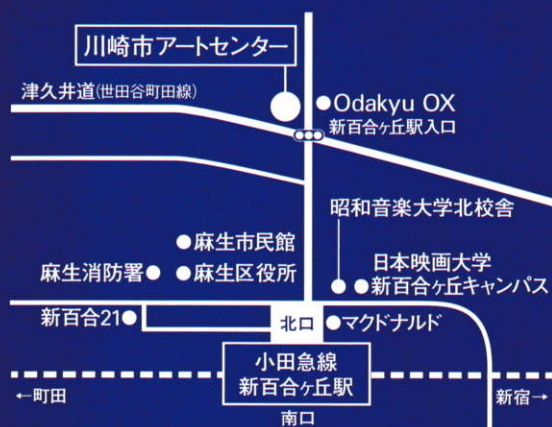 川崎市アートセンター
津久井道(世田谷町田線)
Odakyu OX
新百合ヶ丘駅入口
昭和音楽大学北校舎
麻生市民館
日本映画大学
新百合ヶ丘キャンパス
麻生消防署
麻生区役所
新百合21
北口
マクドナルド
小田急線
新百合ヶ丘駅
←町田
新宿→
南口